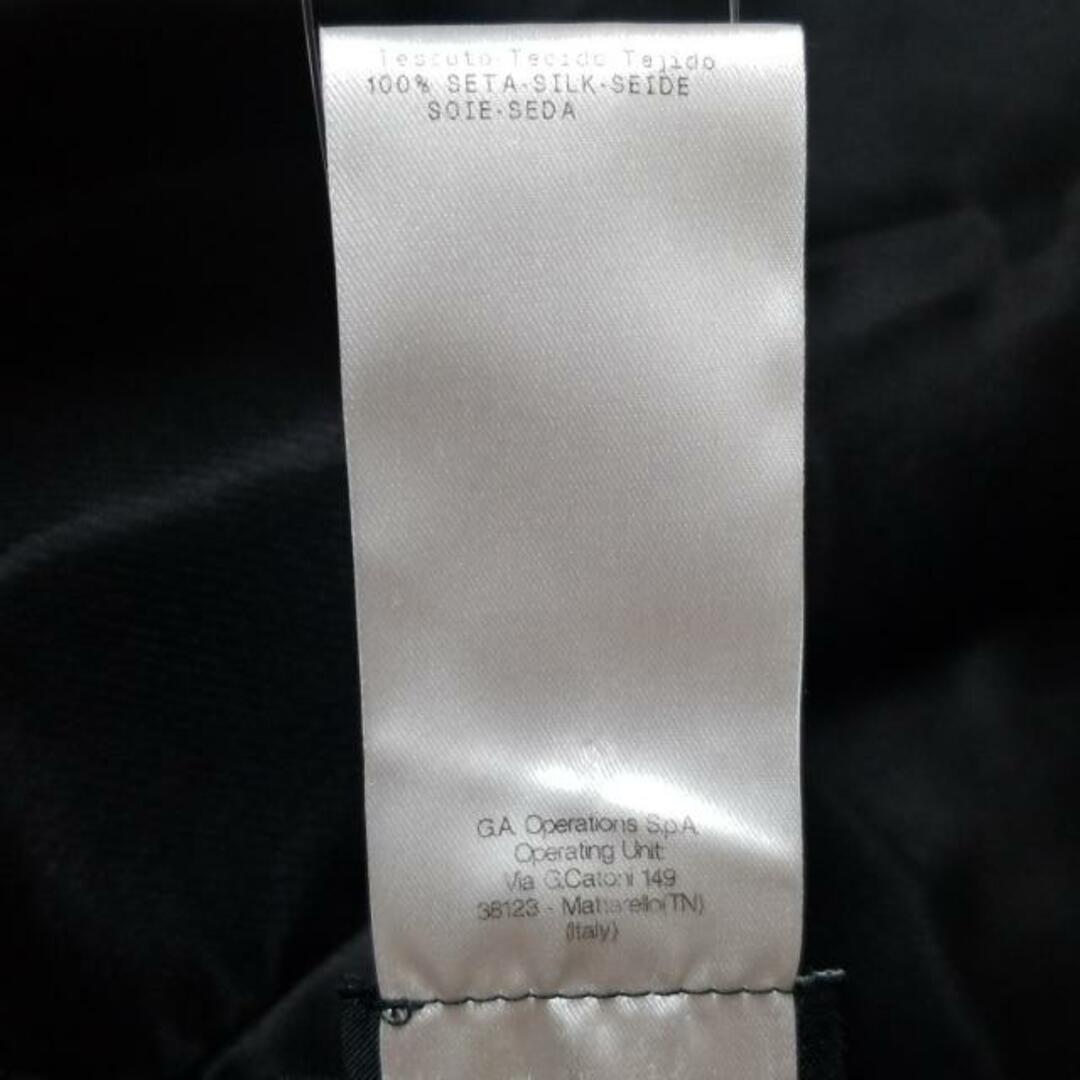 Tessuto-Tecido Tejido
100% SETA-SILK-SEIDE
SOIE-SEDA
G.A. Operations S.p.A.
Operating Unit:
Via G.Catoni 149
38123 - Mattarello(TN)
(Italy)